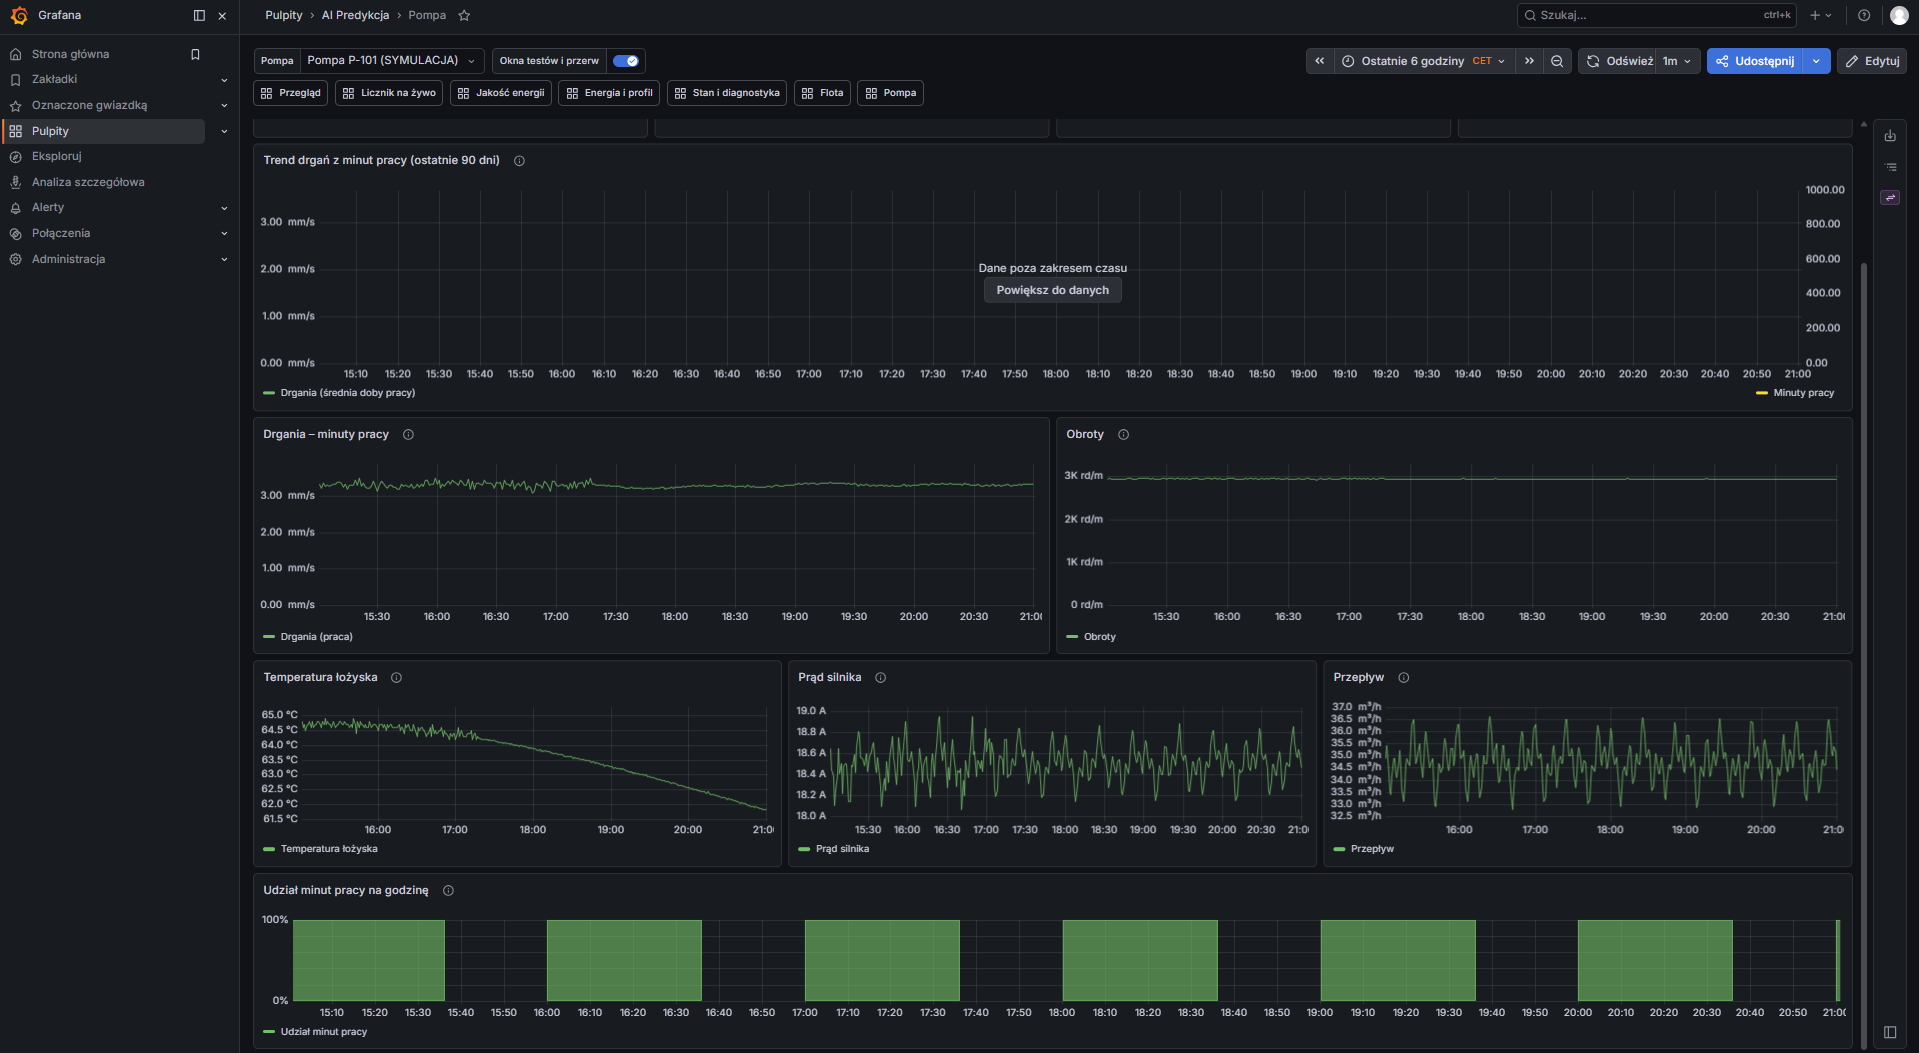 Grafana
Pulpity › AI Predykcja › Pompa
Szukaj... ctrl+k
Strona główna
Zakładki
Oznaczone gwiazdką
Pulpity
Eksploruj
Analiza szczegółowa
Alerty
Połączenia
Administracja
Pompa Pompa P-101 (SYMULACJA) Okna testów i przerw
Ostatnie 6 godziny CET Odśwież 1m Udostępnij Edytuj
Przegląd Licznik na żywo Jakość energii Energia i profil Stan i diagnostyka Flota Pompa
Trend drgań z minut pracy (ostatnie 90 dni)
3.00 mm/s
2.00 mm/s
1.00 mm/s
0.00 mm/s
1000.00
800.00
600.00
400.00
200.00
0.00
Dane poza zakresem czasu
Powiększ do danych
15:10 15:20 15:30 15:40 15:50 16:00 16:10 16:20 16:30 16:40 16:50 17:00 17:10 17:20 17:30 17:40 17:50 18:00 18:10 18:20 18:30 18:40 18:50 19:00 19:10 19:20 19:30 19:40 19:50 20:00 20:10 20:20 20:30 20:40 20:50 21:00
Drgania (średnia doby pracy) Minuty pracy
Drgania – minuty pracy
3.00 mm/s
2.00 mm/s
1.00 mm/s
0.00 mm/s
15:30 16:00 16:30 17:00 17:30 18:00 18:30 19:00 19:30 20:00 20:30 21:00
Drgania (praca)
Obroty
3K rd/m
2K rd/m
1K rd/m
0 rd/m
15:30 16:00 16:30 17:00 17:30 18:00 18:30 19:00 19:30 20:00 20:30 21:00
Obroty
Temperatura łożyska
65.0 °C
64.5 °C
64.0 °C
63.5 °C
63.0 °C
62.5 °C
62.0 °C
61.5 °C
16:00 17:00 18:00 19:00 20:00 21:00
Temperatura łożyska
Prąd silnika
19.0 A
18.8 A
18.6 A
18.4 A
18.2 A
18.0 A
15:30 16:00 16:30 17:00 17:30 18:00 18:30 19:00 19:30 20:00 20:30 21:00
Prąd silnika
Przepływ
37.0 m³/h
36.5 m³/h
36.0 m³/h
35.5 m³/h
35.0 m³/h
34.5 m³/h
34.0 m³/h
33.5 m³/h
33.0 m³/h
32.5 m³/h
16:00 17:00 18:00 19:00 20:00 21:00
Przepływ
Udział minut pracy na godzinę
100%
0%
15:10 15:20 15:30 15:40 15:50 16:00 16:10 16:20 16:30 16:40 16:50 17:00 17:10 17:20 17:30 17:40 17:50 18:00 18:10 18:20 18:30 18:40 18:50 19:00 19:10 19:20 19:30 19:40 19:50 20:00 20:10 20:20 20:30 20:40 20:50 21:00
Udział minut pracy